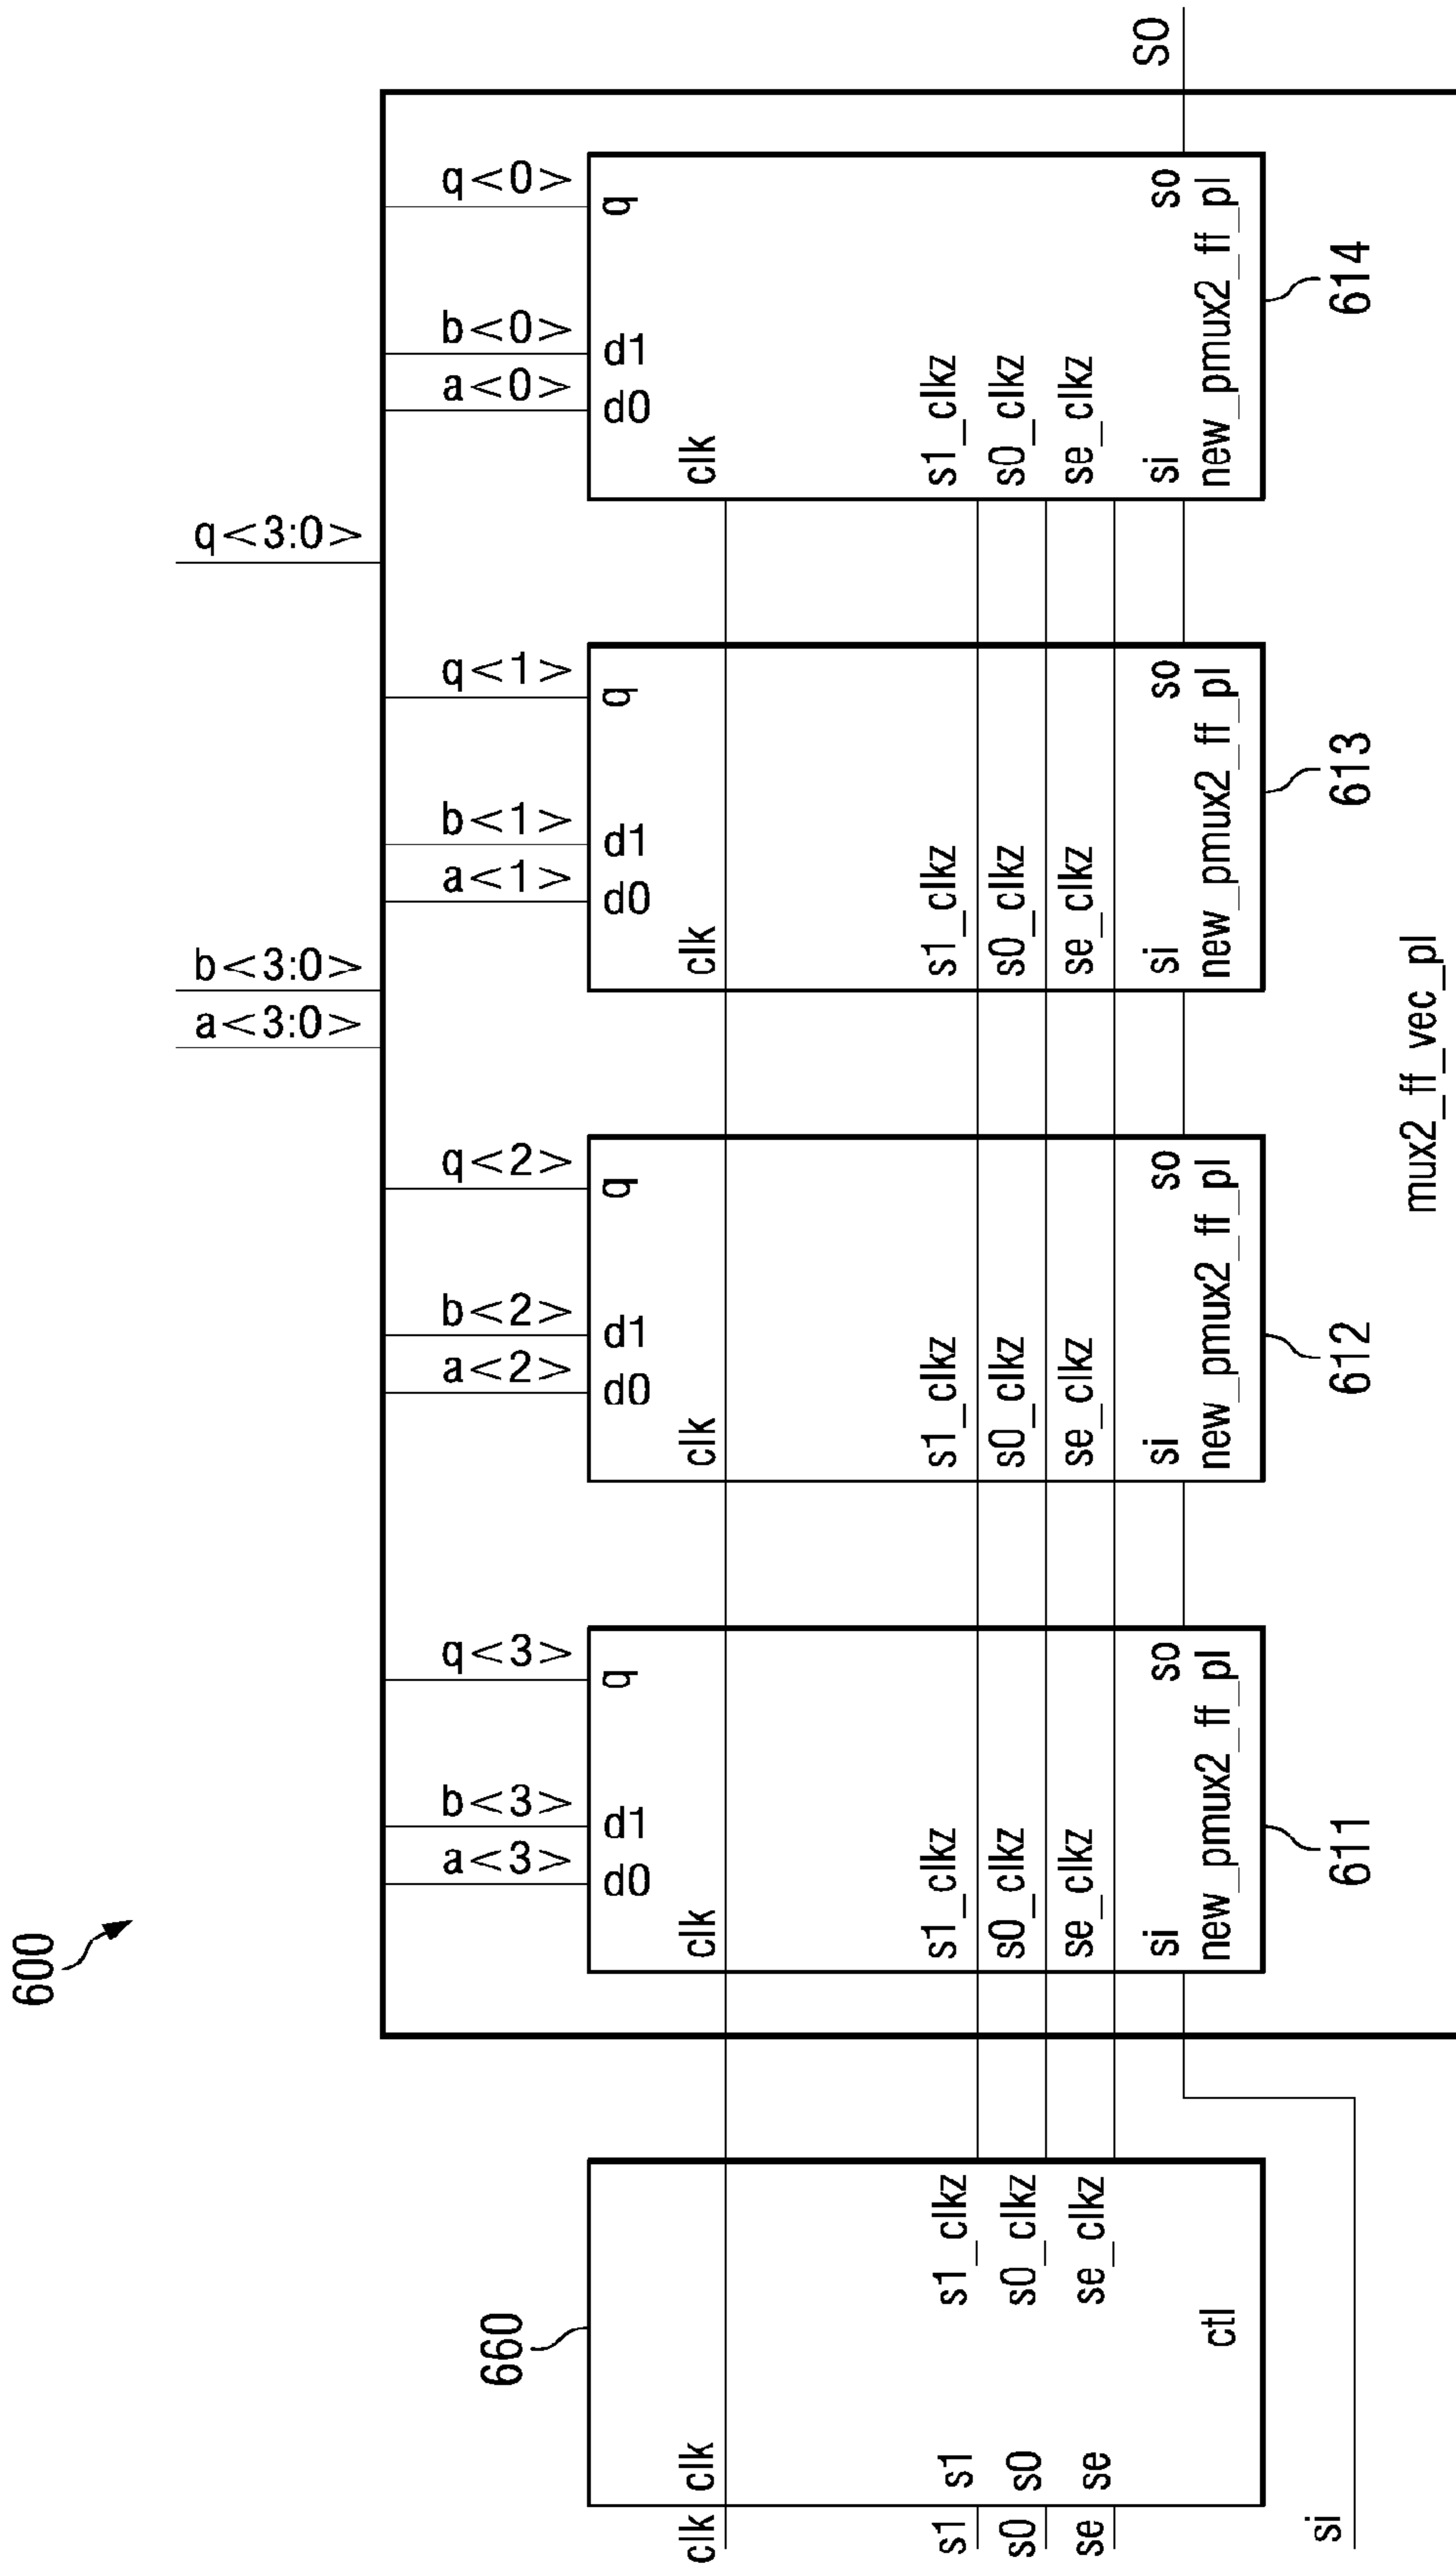 600
a<3:0>
b<3:0>
q<3:0>
a<3>
b<3>
q<3>
a<2>
b<2>
q<2>
a<1>
b<1>
q<1>
a<0>
b<0>
q<0>
660
clk
clk
s1
s1
s1_clkz
s0
s0
s0_clkz
se
se
se_clkz
ctl
si
d0
d1
q
clk
s1_clkz
s0_clkz
se_clkz
si
so
new_pmux2_ff_pl
611
d0
d1
q
clk
s1_clkz
s0_clkz
se_clkz
si
so
new_pmux2_ff_pl
612
d0
d1
q
clk
s1_clkz
s0_clkz
se_clkz
si
so
new_pmux2_ff_pl
613
d0
d1
q
clk
s1_clkz
s0_clkz
se_clkz
si
so
new_pmux2_ff_pl
614
SO
mux2_ff_vec_pl